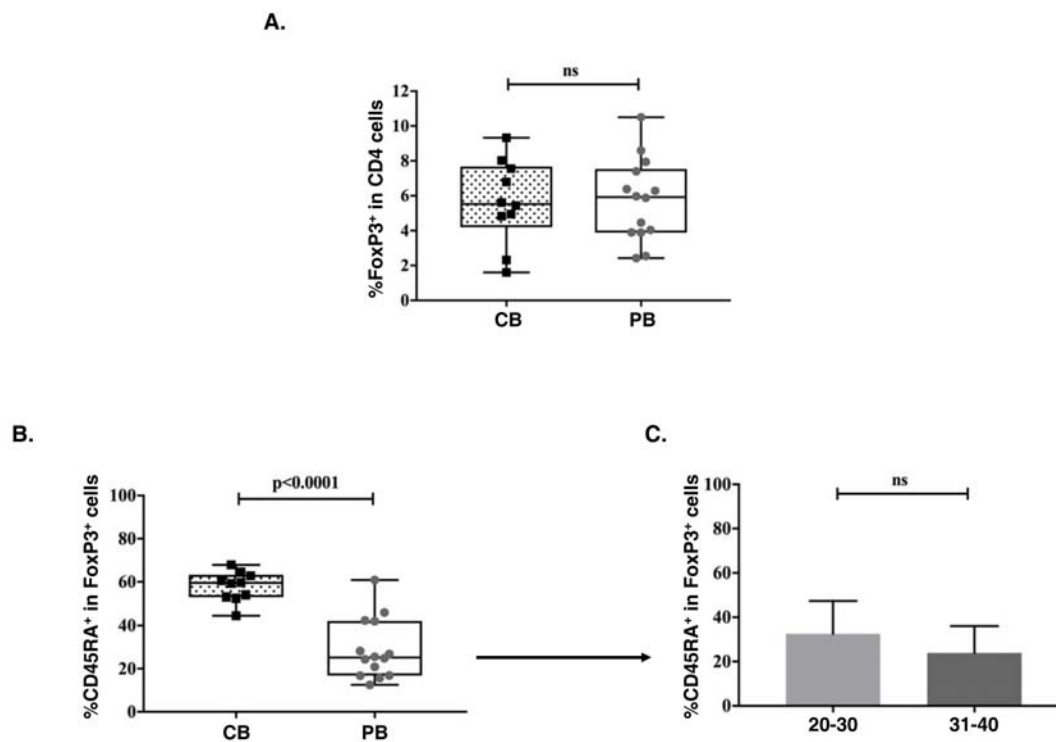 A.
ns
%FoxP3⁺ in CD4 cells
12
10
8
6
4
2
0
CB PB
B.
p<0.0001
%CD45RA⁺ in FoxP3⁺ cells
100
80
60
40
20
0
CB PB
C.
ns
%CD45RA⁺ in FoxP3⁺ cells
100
80
60
40
20
0
20-30 31-40